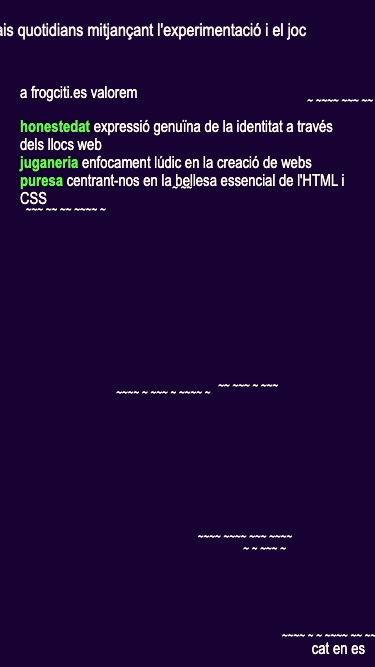 ais quotidians mitjançant l'experimentació i el joc
a frogciti.es valorem
~ ~~~~ ~~~ ~~
honestedat expressió genuïna de la identitat a través
dels llocs web
juganeria enfocament lúdic en la creació de webs
puresa centrant-nos en la bellesa essencial de l'HTML i
~ ~~
CSS
~~~ ~~ ~~ ~~~~ ~
~~ ~~~ ~ ~~~
~~~~ ~ ~~~ ~ ~~~~ ~
~~~~ ~~~~ ~~~ ~~~~
~ ~ ~~~ ~
~~~~ ~ ~ ~~~~ ~~ ~~
cat en es